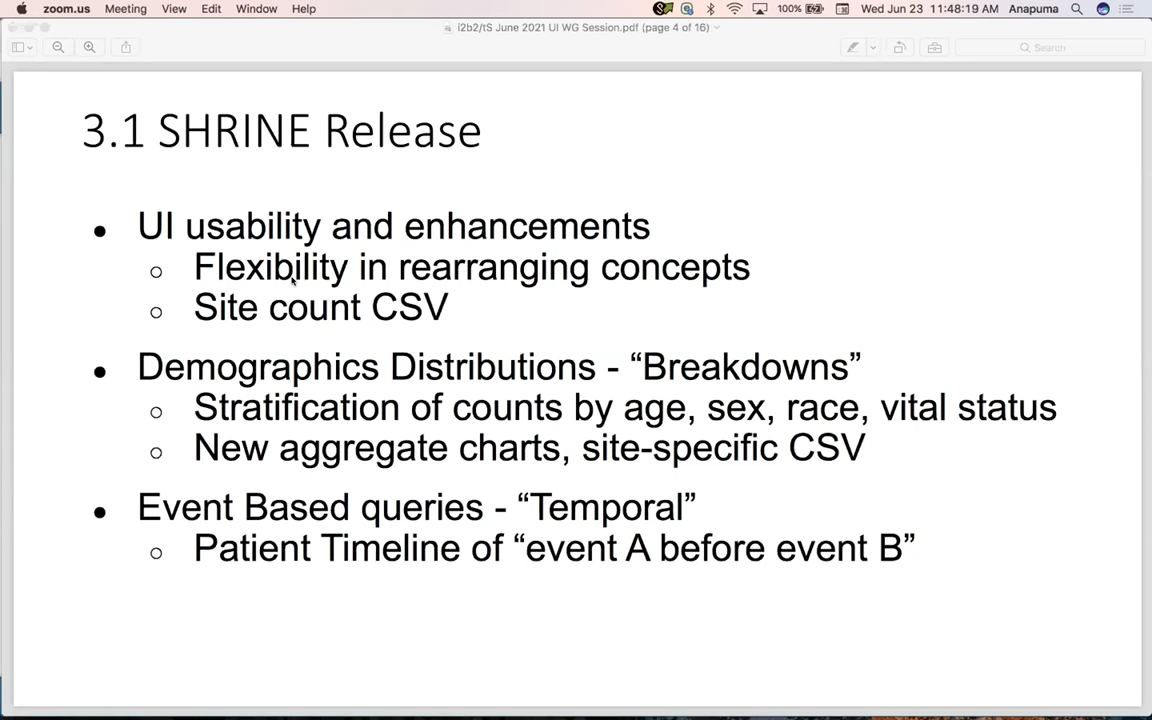 zoom.us Meeting View Edit Window Help 100% Wed Jun 23 11:48:19 AM Anapuma
i2b2/tS June 2021 UI WG Session.pdf (page 4 of 16)
Search
3.1 SHRINE Release
● UI usability and enhancements
○ Flexibility in rearranging concepts
○ Site count CSV
● Demographics Distributions - “Breakdowns”
○ Stratification of counts by age, sex, race, vital status
○ New aggregate charts, site-specific CSV
● Event Based queries - “Temporal”
○ Patient Timeline of “event A before event B”